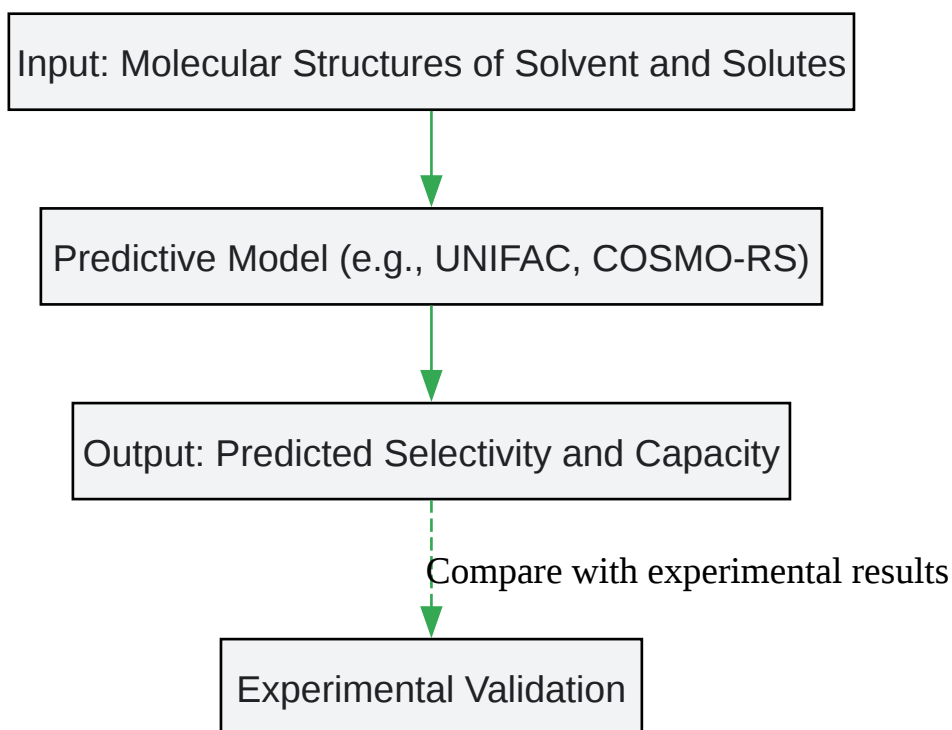 Input: Molecular Structures of Solvent and Solutes
Predictive Model (e.g., UNIFAC, COSMO-RS)
Output: Predicted Selectivity and Capacity
Compare with experimental results
Experimental Validation